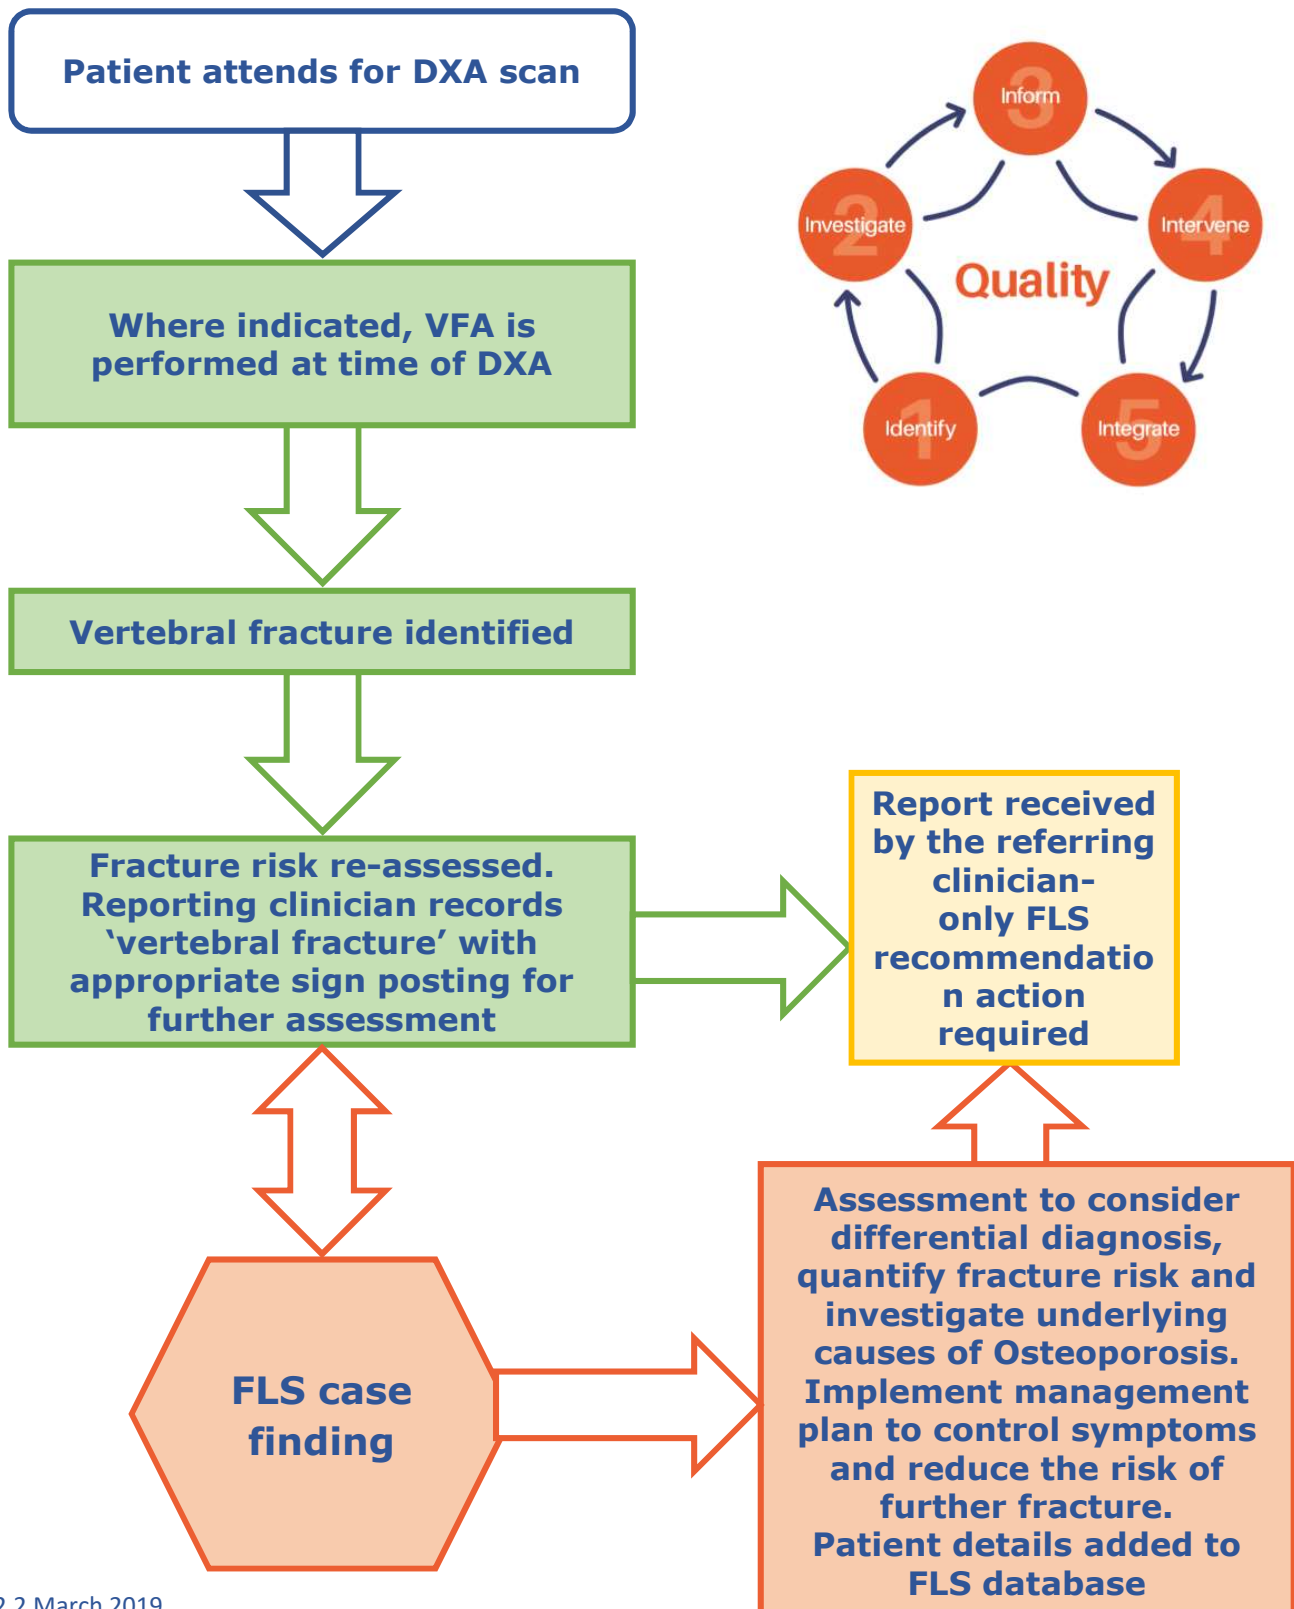 Patient attends for DXA scan
Where indicated, VFA is
performed at time of DXA
Vertebral fracture identified
Fracture risk re-assessed.
Reporting clinician records
‘vertebral fracture’ with
appropriate sign posting for
further assessment
Report received
by the referring
clinician-
only FLS
recommendatio
n action
required
FLS case
finding
Assessment to consider
differential diagnosis,
quantify fracture risk and
investigate underlying
causes of Osteoporosis.
Implement management
plan to control symptoms
and reduce the risk of
further fracture.
Patient details added to
FLS database
3
Inform
2
Investigate
4
Intervene
Quality
1
Identify
5
Integrate
2.2 March 2019